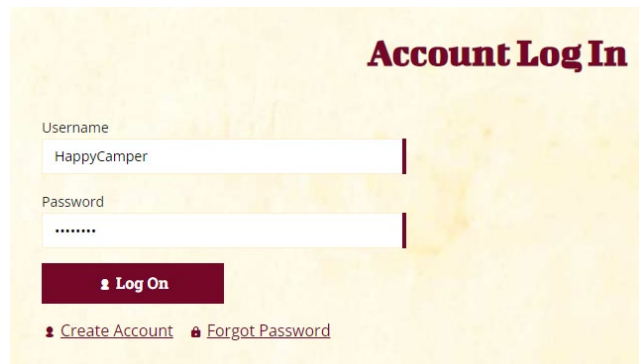 Account Log In
Username
HappyCamper
Password
••••••••
Log On
Create Account Forgot Password